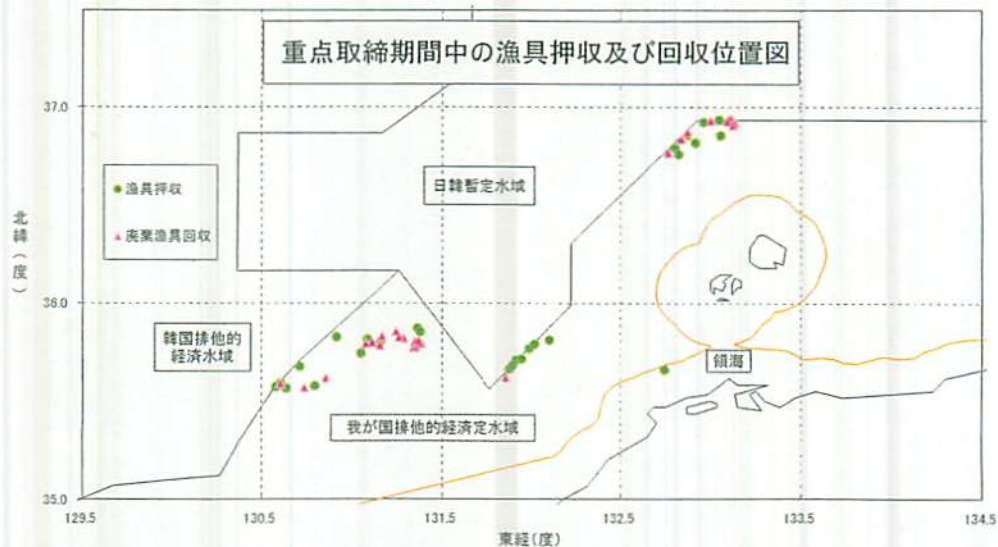 重点取締期間中の漁具押収及び回収位置図
37.0
36.0
35.0
北緯(度)
漁具押収
廃棄漁具回収
日韓暫定水域
韓国排他的
経済水域
領海
我が国排他的経済定水域
129.5
130.5
131.5
132.5
133.5
134.5
東経(度)